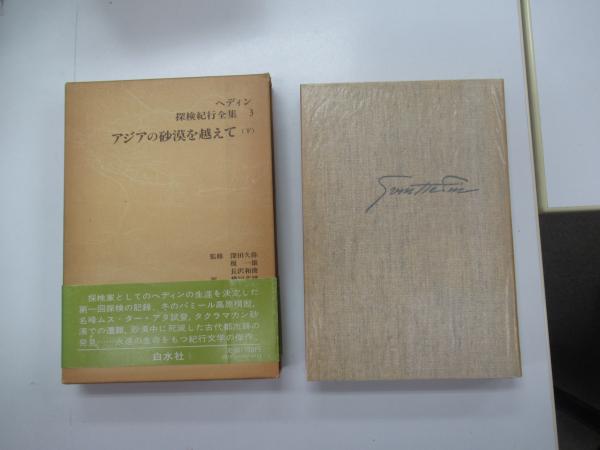 ヘディン
探検紀行全集 3
アジアの砂漠を越えて (下)
監修 深田久弥
榎一雄
長沢和俊
訳
探検家としてのヘディンの生涯を決定した
第一回探検の記録。冬のパミール高原横断、
名峰ムス・ター・アタ試登、タクラマカン砂
漠での遭難、砂漠中に死滅した古代都市群の
発見……永遠の生命をもつ紀行文学の傑作。
白水社